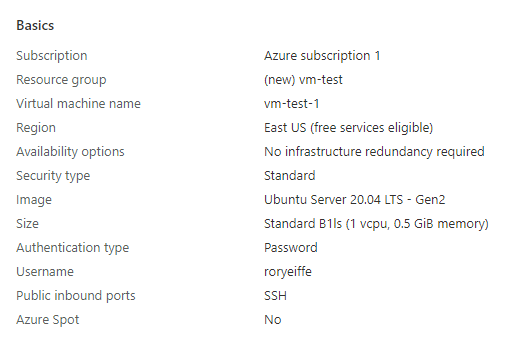 Basics
Subscription Azure subscription 1
Resource group (new) vm-test
Virtual machine name vm-test-1
Region East US (free services eligible)
Availability options No infrastructure redundancy required
Security type Standard
Image Ubuntu Server 20.04 LTS - Gen2
Size Standard B1ls (1 vcpu, 0.5 GiB memory)
Authentication type Password
Username roryeiffe
Public inbound ports SSH
Azure Spot No